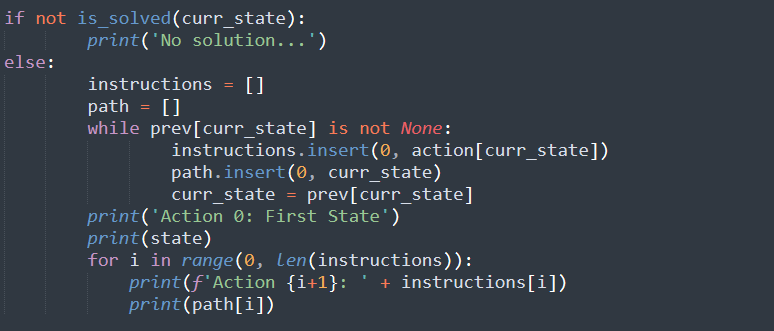 if not is_solved(curr_state):
        print('No solution...')
else:
        instructions = []
        path = []
        while prev[curr_state] is not None:
                instructions.insert(0, action[curr_state])
                path.insert(0, curr_state)
                curr_state = prev[curr_state]
        print('Action 0: First State')
        print(state)
        for i in range(0, len(instructions)):
            print(f'Action {i+1}: ' + instructions[i])
            print(path[i])